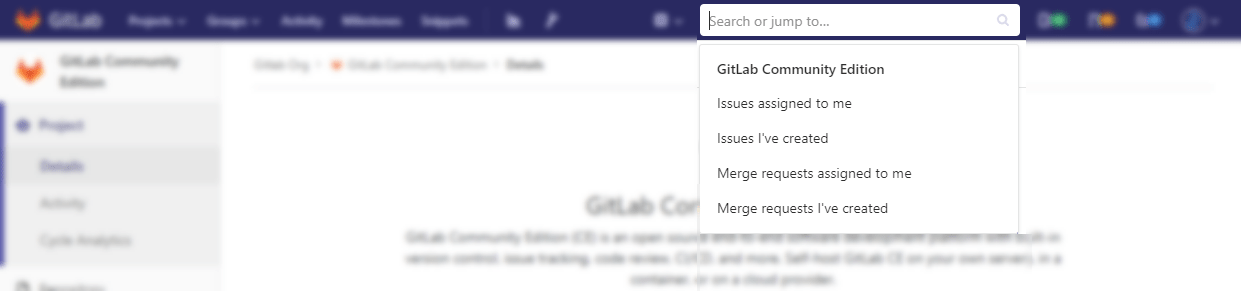 GitLab Projects Groups Activity Milestones Snippets
Search or jump to...
GitLab Community
Edition
Gitlab Org GitLab Community Edition Details
GitLab Community Edition
Issues assigned to me
Issues I've created
Merge requests assigned to me
Merge requests I've created
Project
Details
Activity
Cycle Analytics
Repository
GitLab Com
GitLab Community Edition (CE) is an open source end-to-end software development platform with built-in
version control, issue tracking, code review, CI/CD, and more. Self-host GitLab CE on your own servers, in a
container, or on a cloud provider.